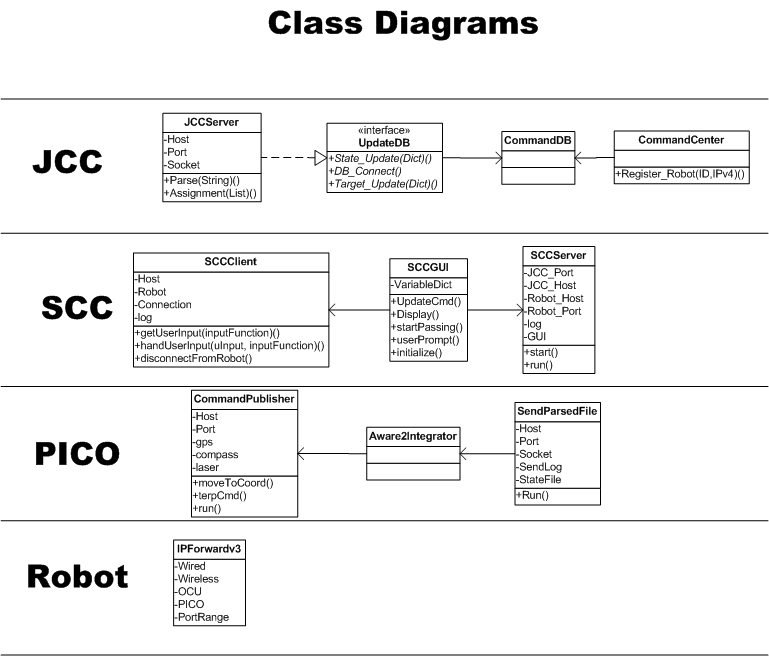 Class Diagrams
JCC
JCCServer
-Host
-Port
-Socket
+Parse(String)()
+Assignment(List)()
«interface»
UpdateDB
+State_Update(Dict)()
+DB_Connect()
+Target_Update(Dict)()
CommandDB
CommandCenter
+Register_Robot(ID,IPv4)()
SCC
SCCClient
-Host
-Robot
-Connection
-log
+getUserInput(inputFunction)()
+handUserInput(uInput, inputFunction)()
+disconnectFromRobot()
SCCGUI
-VariableDict
+UpdateCmd()
+Display()
+startPassing()
+userPrompt()
+initialize()
SCCServer
-JCC_Port
-JCC_Host
-Robot_Host
-Robot_Port
-log
-GUI
+start()
+run()
PICO
CommandPublisher
-Host
-Port
-gps
-compass
-laser
+moveToCoord()
+terpCmd()
+run()
Aware2Integrator
SendParsedFile
-Host
-Port
-Socket
-SendLog
-StateFile
+Run()
Robot
IPForwardv3
-Wired
-Wireless
-OCU
-PICO
-PortRange